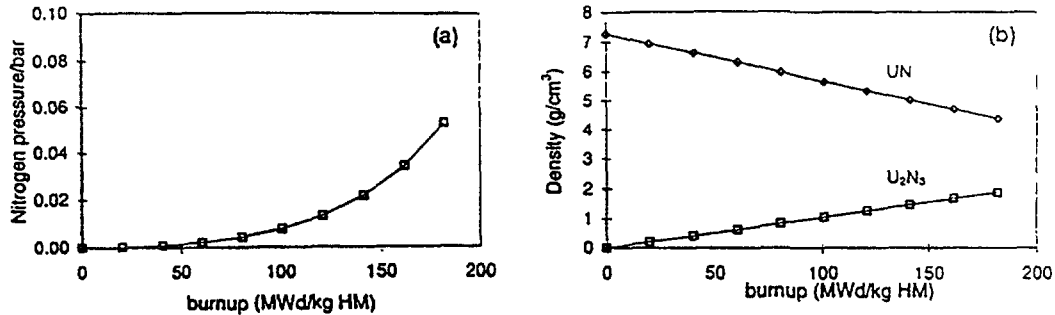 (a)
Nitrogen pressure/bar
0.10
0.08
0.06
0.04
0.02
0.00
0 50 100 150 200
burnup (MWd/kg HM)
(b)
Density (g/cm³)
8
7
6
5
4
3
2
1
0
UN
U₂N₃
0 50 100 150 200
burnup (MWd/kg HM)